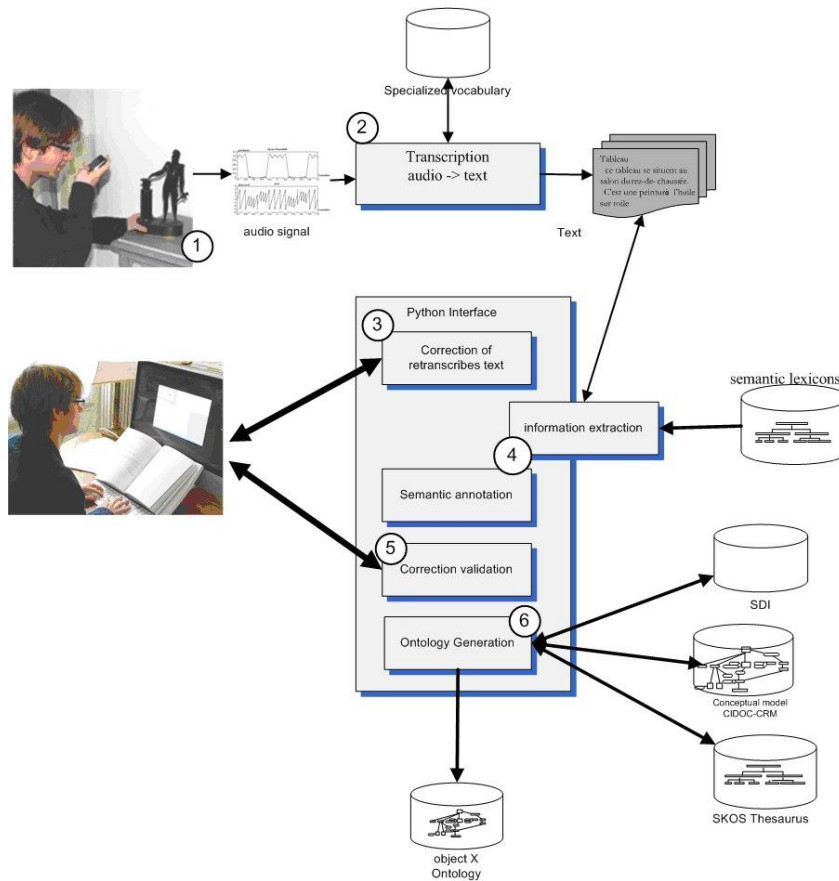 Specialized vocabulary
2
Transcription
audio -> text
Tableau
ce tableau se situent au
salon du rez-de- chaussée.
C'est une peinture l'huile
sur toile
1
audio signal
Text
Python Interface
3
Correction of
retranscribes text
semantic lexicons
information extraction
4
Semantic annotation
5
Correction validation
6
Ontology Generation
SDI
Conceptual model
CIDOC-CRM
SKOS Thesaurus
object X
Ontology